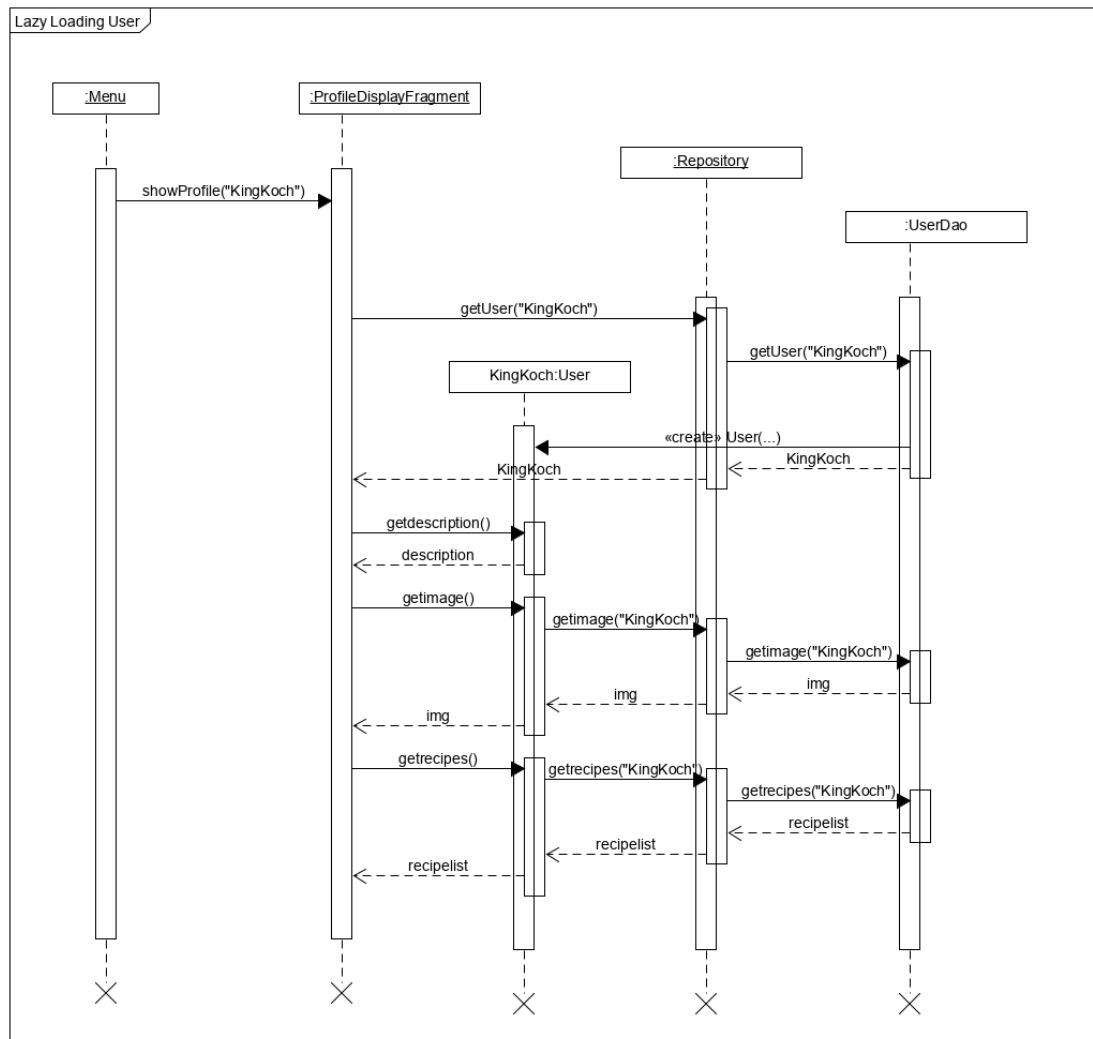 Lazy Loading User
:Menu
:ProfileDisplayFragment
:Repository
showProfile("KingKoch")
:UserDao
getUser("KingKoch")
getUser("KingKoch")
KingKoch:User
«create» User(...)
KingKoch
KingKoch
getdescription()
description
getimage()
getimage("KingKoch")
getimage("KingKoch")
img
img
img
getrecipes()
getrecipes("KingKoch")
getrecipes("KingKoch")
recipelist
recipelist
recipelist